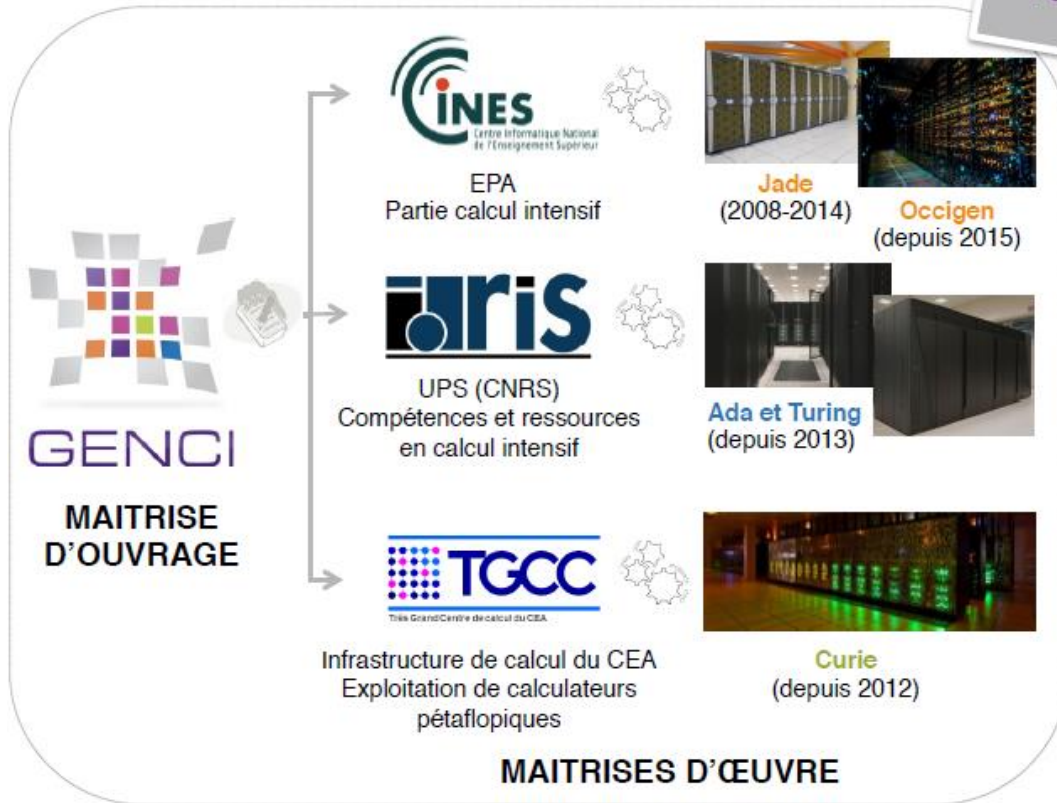 CINES
Centre Informatique National
de l'Enseignement Supérieur
EPA
Partie calcul intensif
Jade
(2008-2014)
Occigen
(depuis 2015)
GENCI
MAITRISE
D'OUVRAGE
idris
UPS (CNRS)
Compétences et ressources
en calcul intensif
Ada et Turing
(depuis 2013)
TGCC
Très Grand Centre de calcul du CEA
Infrastructure de calcul du CEA
Exploitation de calculateurs
pétaflopiques
Curie
(depuis 2012)
MAITRISES D'ŒUVRE